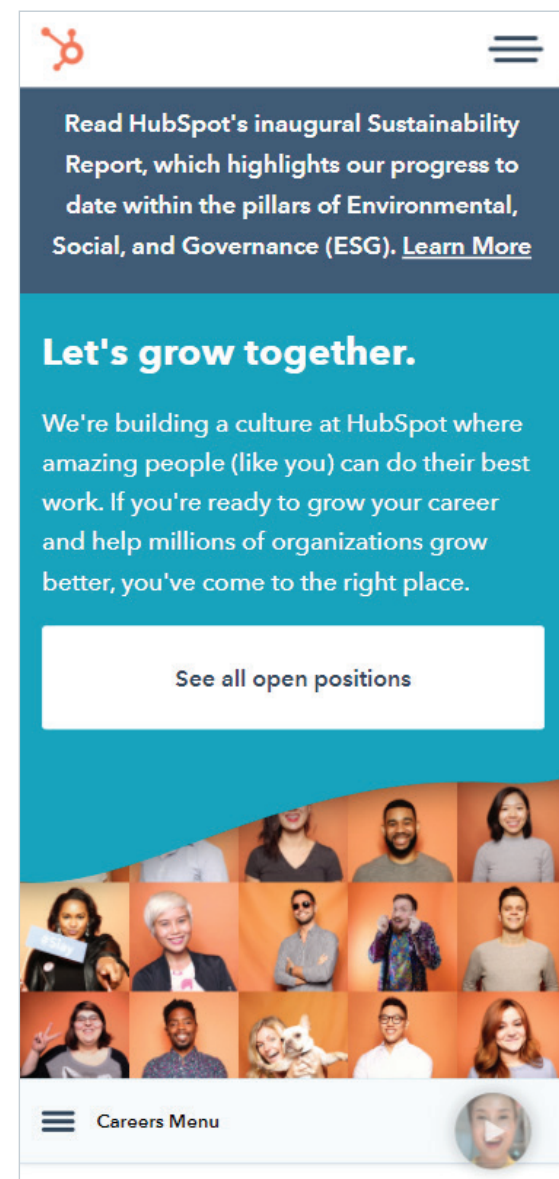 Read HubSpot's inaugural Sustainability
Report, which highlights our progress to
date within the pillars of Environmental,
Social, and Governance (ESG). Learn More
Let's grow together.
We're building a culture at HubSpot where
amazing people (like you) can do their best
work. If you're ready to grow your career
and help millions of organizations grow
better, you've come to the right place.
See all open positions
#Slay
Careers Menu